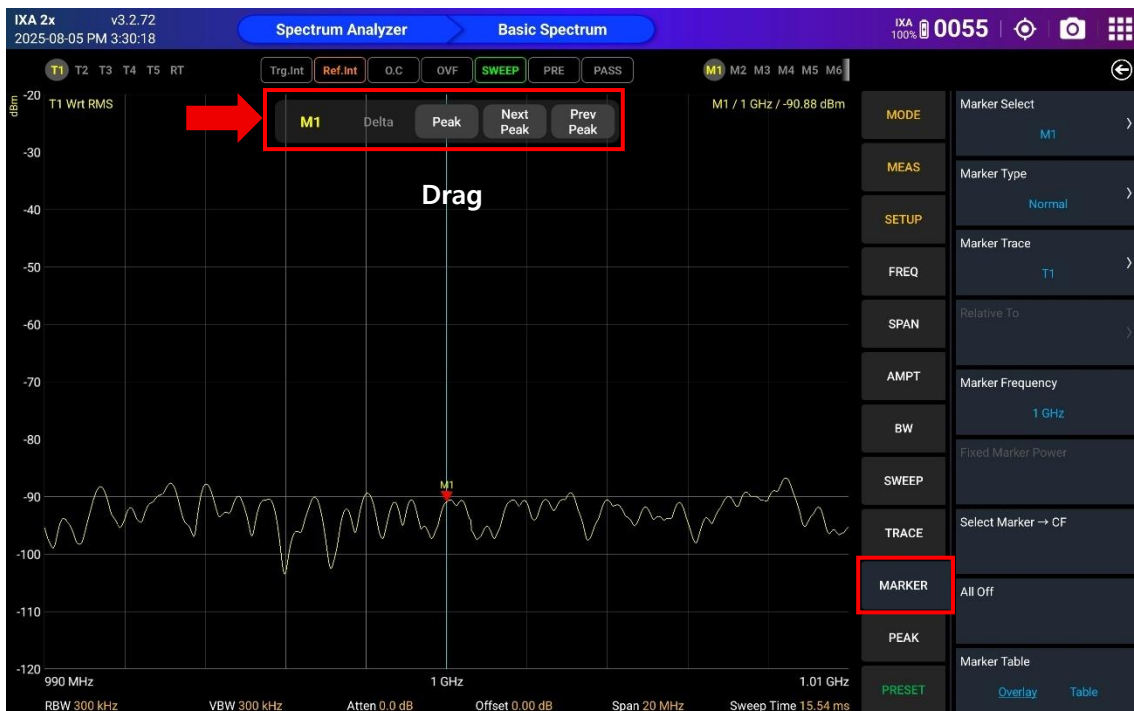 IXA 2x v3.2.72
2025-08-05 PM 3:30:18
Spectrum Analyzer
Basic Spectrum
IXA
100%
0055
T1 T2 T3 T4 T5 RT
Trg.Int Ref.Int O.C OVF SWEEP PRE PASS
M1 M2 M3 M4 M5 M6
dBm
T1 Wrt RMS
M1 Delta Peak Next Peak Prev Peak
M1 / 1 GHz / -90.88 dBm
Drag
-20
-30
-40
-50
-60
-70
-80
-90
-100
-110
-120
M1
990 MHz 1 GHz 1.01 GHz
RBW 300 kHz VBW 300 kHz Atten 0.0 dB Offset 0.00 dB Span 20 MHz Sweep Time 15.54 ms
MODE
MEAS
SETUP
FREQ
SPAN
AMPT
BW
SWEEP
TRACE
MARKER
PEAK
PRESET
Marker Select
M1
Marker Type
Normal
Marker Trace
T1
Relative To
Marker Frequency
1 GHz
Fixed Marker Power
Select Marker → CF
All Off
Marker Table
Overlay Table